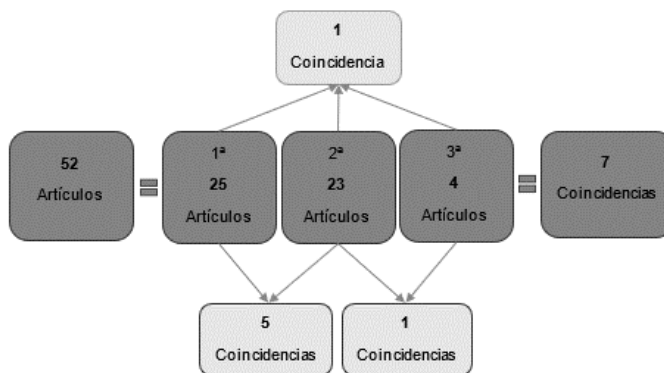 1
Coincidencia
52
Artículos
=
1ª
25
Artículos
2ª
23
Artículos
3ª
4
Artículos
=
7
Coincidencias
5
Coincidencias
1
Coincidencias